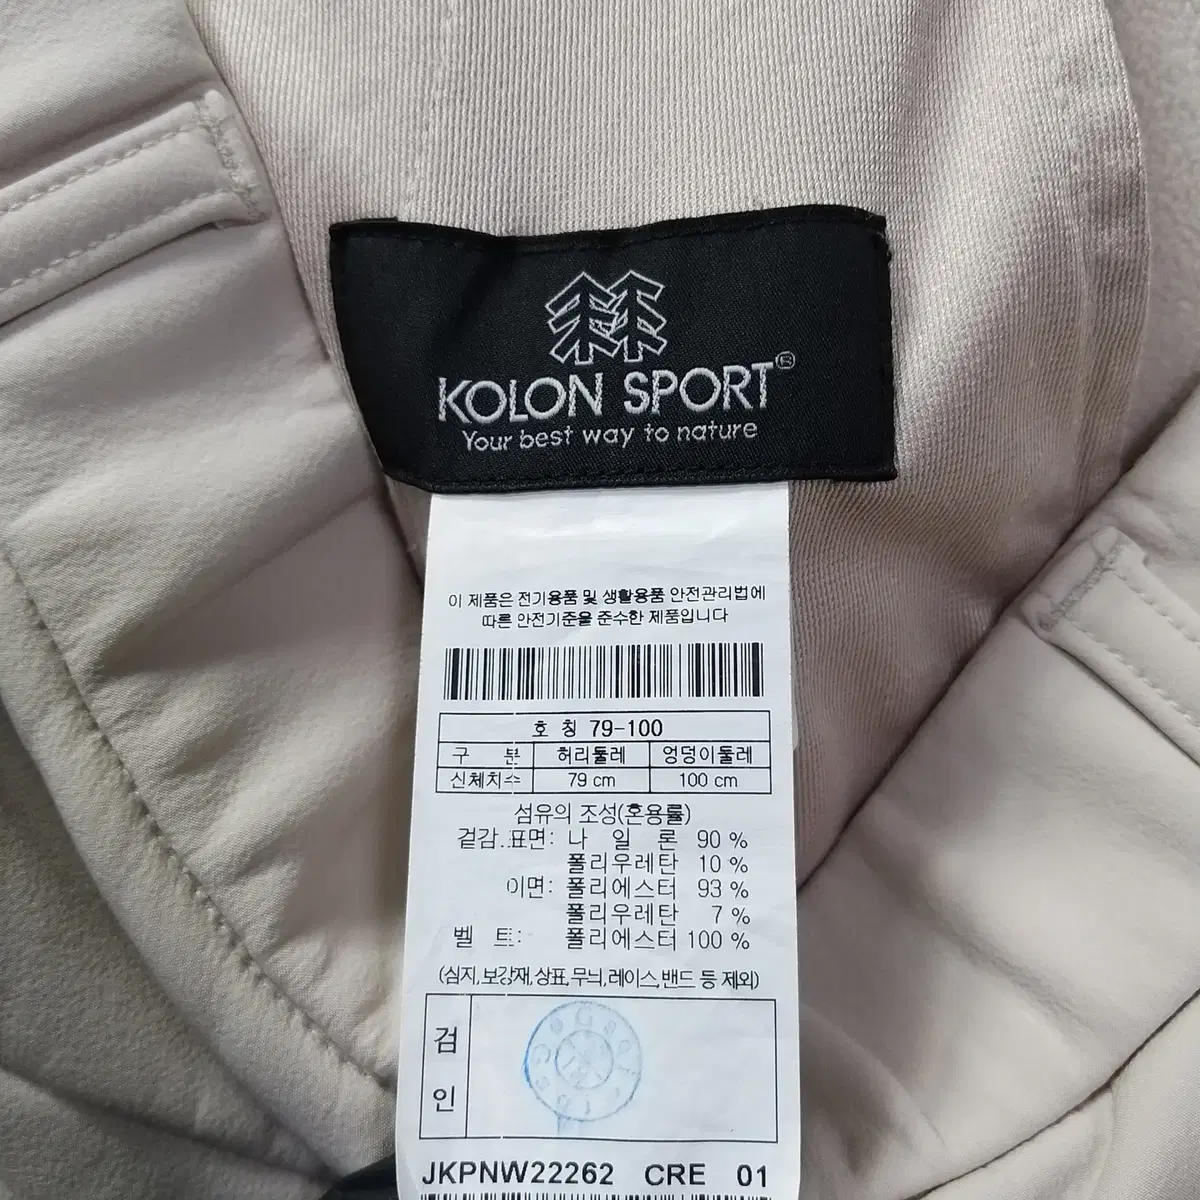 KOLON SPORT®
Your best way to nature
이 제품은 전기용품 및 생활용품 안전관리법에
따른 안전기준을 준수한 제품입니다
호 칭 79-100
구 분 허리둘레 엉덩이둘레
신체치수 79 cm 100 cm
섬유의 조성(혼용률)
겉감.표면: 나 일 론 90 %
폴리우레탄 10 %
이면: 폴리에스터 93 %
폴리우레탄 7 %
벨 트: 폴리에스터 100 %
(심지,보강재,상표,무늬,레이스,밴드 등 제외)
검
인
JKPNW22262 CRE 01